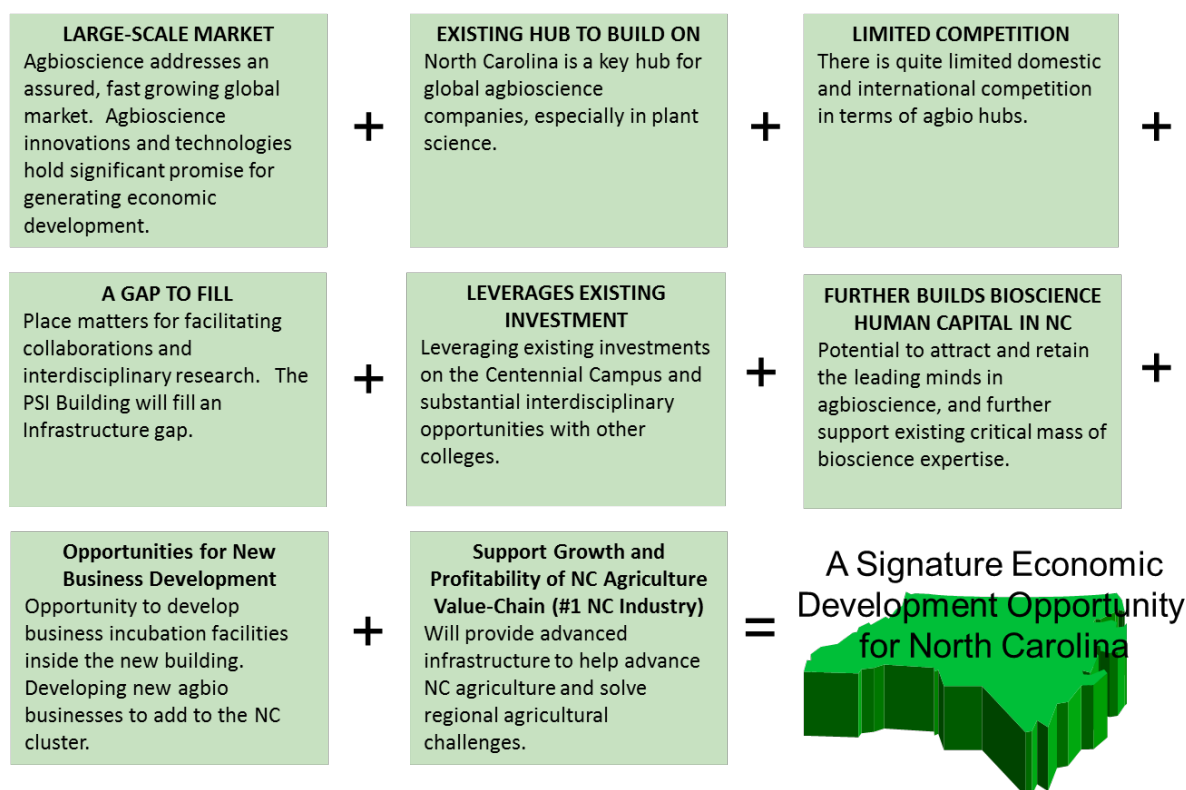 LARGE-SCALE MARKET
Agbioscience addresses an
assured, fast growing global
market.  Agbioscience
innovations and technologies
hold significant promise for
generating economic
development.
+
EXISTING HUB TO BUILD ON
North Carolina is a key hub for
global agbioscience
companies, especially in plant
science.
+
LIMITED COMPETITION
There is quite limited domestic
and international competition
in terms of agbio hubs.
+
A GAP TO FILL
Place matters for facilitating
collaborations and
interdisciplinary research.   The
PSI Building will fill an
Infrastructure gap.
+
LEVERAGES EXISTING
INVESTMENT
Leveraging existing investments
on the Centennial Campus and
substantial interdisciplinary
opportunities with other
colleges.
+
FURTHER BUILDS BIOSCIENCE
HUMAN CAPITAL IN NC
Potential to attract and retain
the leading minds in
agbioscience, and further
support existing critical mass of
bioscience expertise.
+
Opportunities for New
Business Development
Opportunity to develop
business incubation facilities
inside the new building.
Developing new agbio
businesses to add to the NC
cluster.
+
Support Growth and
Profitability of NC Agriculture
Value-Chain (#1 NC Industry)
Will provide advanced
infrastructure to help advance
NC agriculture and solve
regional agricultural
challenges.
=
A Signature Economic
Development Opportunity
for North Carolina